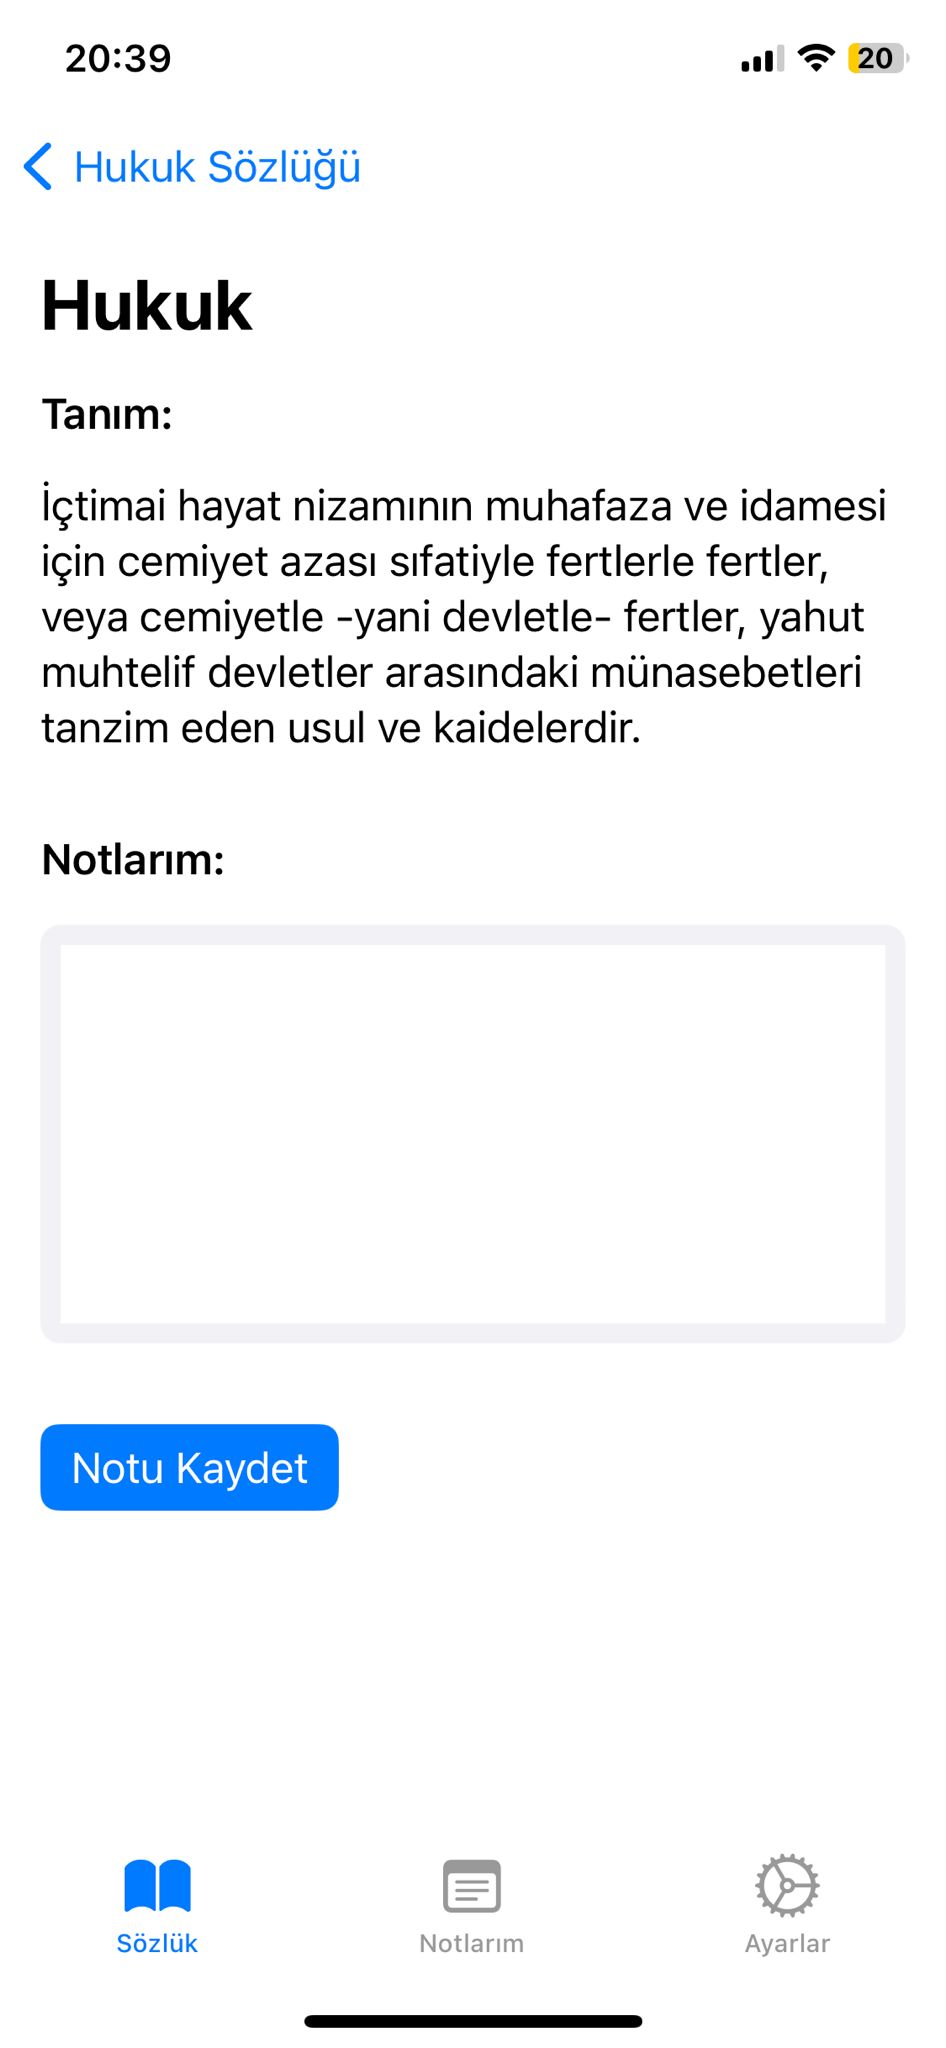 20:39
20
Hukuk Sözlüğü
Hukuk
Tanım:
İçtimai hayat nizamının muhafaza ve idamesi
için cemiyet azası sıfatiyle fertlerle fertler,
veya cemiyetle -yani devletle- fertler, yahut
muhtelif devletler arasındaki münasebetleri
tanzim eden usul ve kaidelerdir.
Notlarım:
Notu Kaydet
Sözlük
Notlarım
Ayarlar